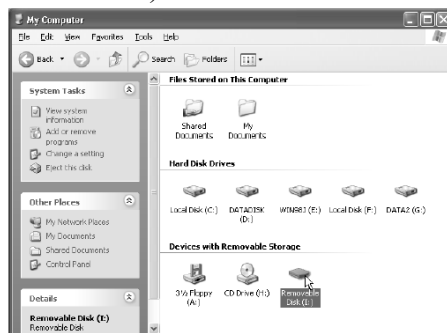 My Computer
File Edit View Favorites Tools Help
Back Search Folders
System Tasks
View system
information
Add or remove
programs
Change a setting
Eject this disk
Other Places
My Network Places
My Documents
Shared Documents
Control Panel
Details
Removable Disk (I:)
Removable Disk
Files Stored on This Computer
Shared
Documents
My
Documents
Hard Disk Drives
Local Disk (C:)
DATADISK
(D:)
WIN98J (E:)
Local Disk (F:)
DATA2 (G:)
Devices with Removable Storage
3½ Floppy
(A:)
CD Drive (H:)
Removable
Disk (I:)